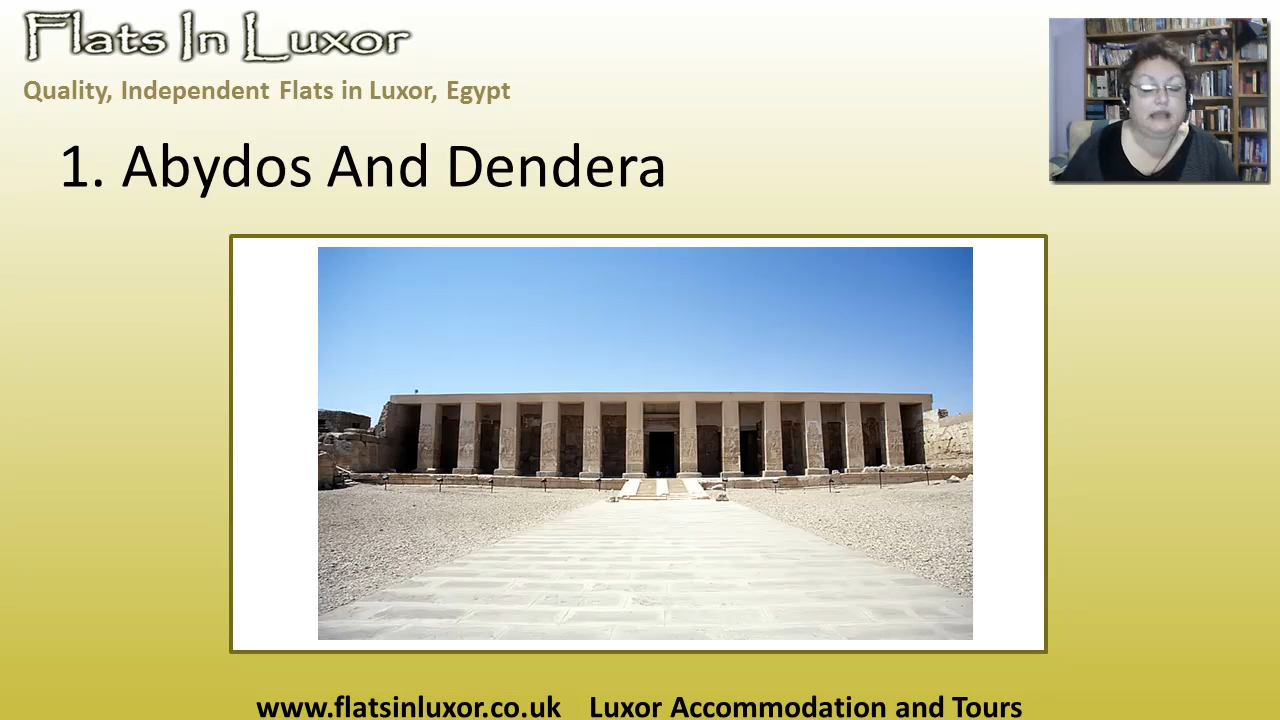 Flats In Luxor
Quality, Independent Flats in Luxor, Egypt
1. Abydos And Dendera
www.flatsinluxor.co.uk Luxor Accommodation and Tours